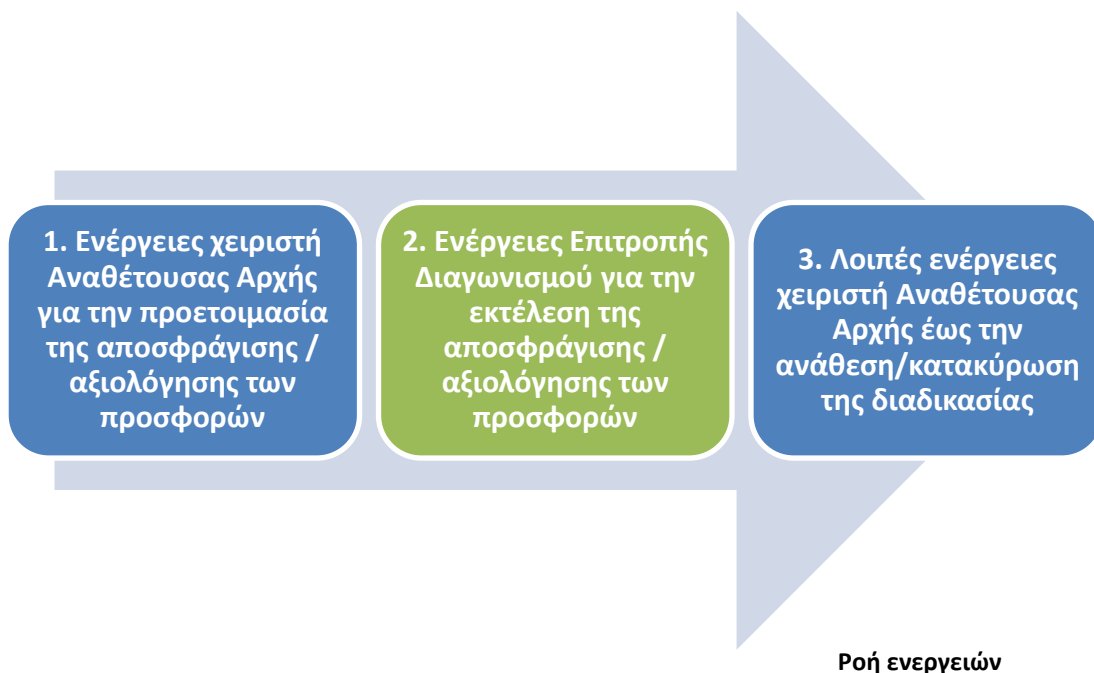 1. Ενέργειες χειριστή
Αναθέτουσας Αρχής
για την προετοιμασία
της αποσφράγισης /
αξιολόγησης των
προσφορών
2. Ενέργειες Επιτροπής
Διαγωνισμού για την
εκτέλεση της
αποσφράγισης /
αξιολόγησης των
προσφορών
3. Λοιπές ενέργειες
χειριστή Αναθέτουσας
Αρχής έως την
ανάθεση/κατακύρωση
της διαδικασίας
Ροή ενεργειών